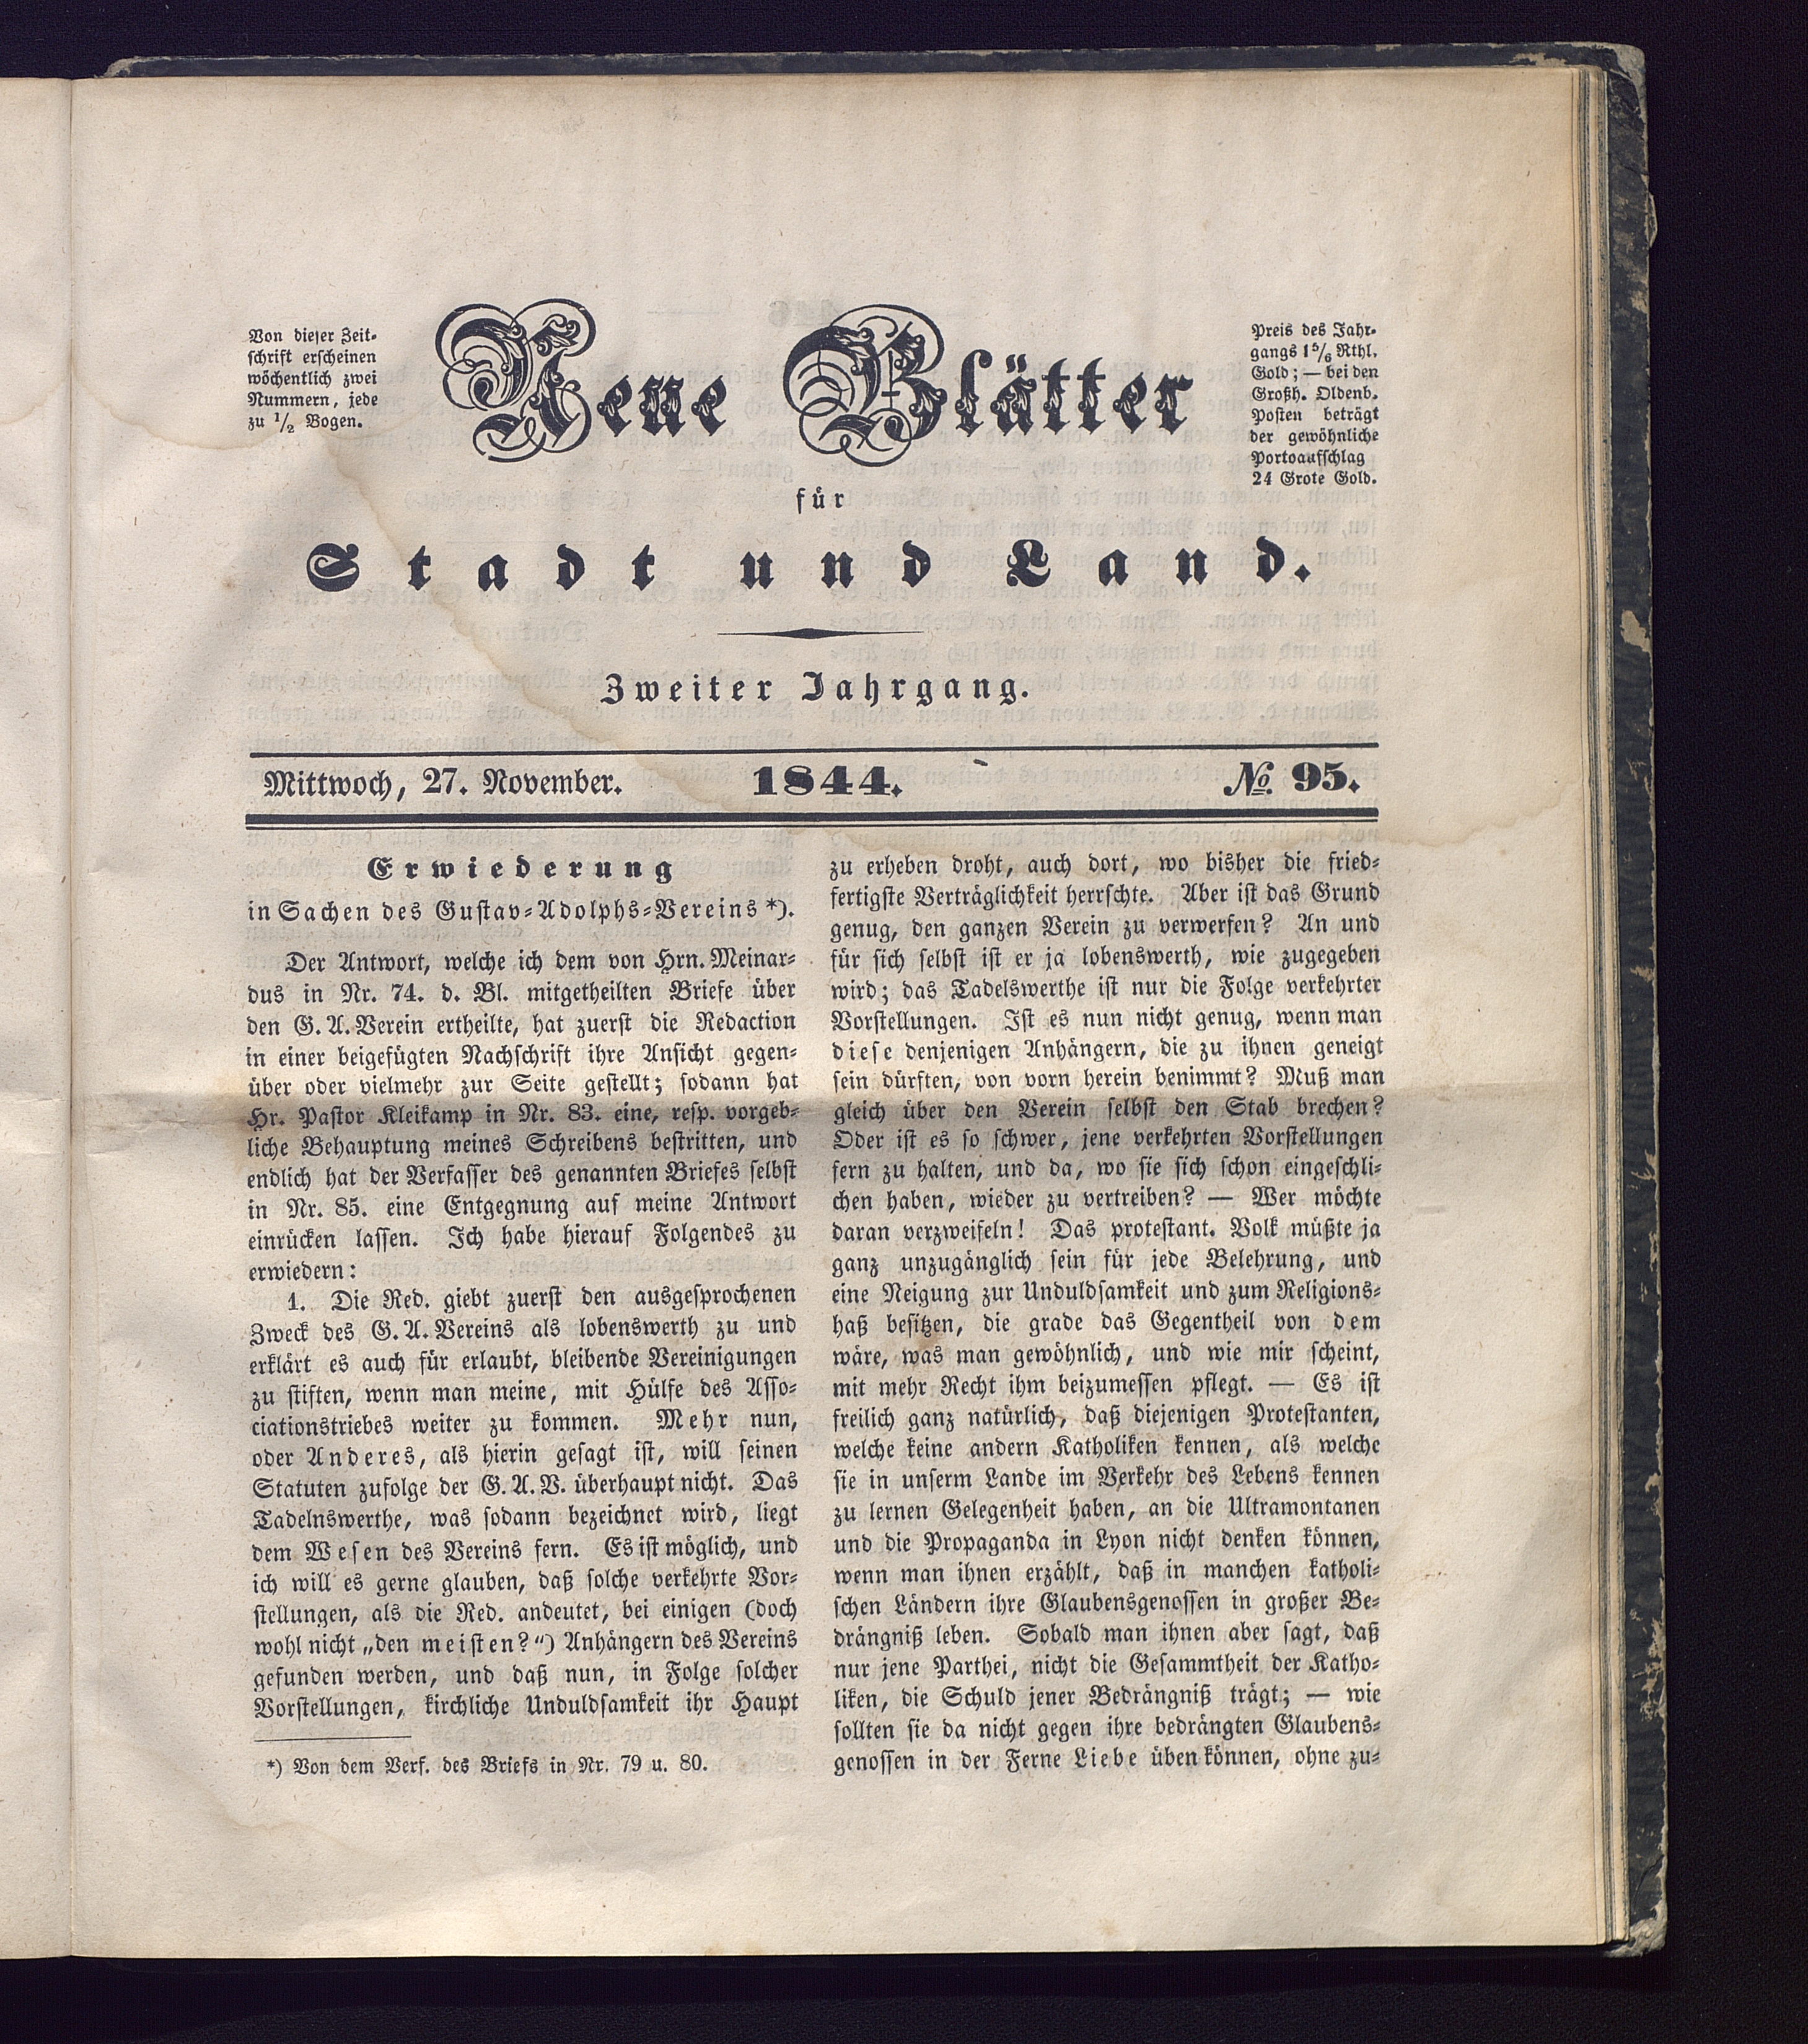 Von dieser Zeit-
schrift erscheinen
wöchentlich zwei
Nummern, jede
zu 1/2 Bogen.
Neue Blätter
Preis des Jahr-
gangs 1 5/6 Rthl.
Gold; — bei den
Großh. Oldenb.
Posten beträgt
der gewöhnliche
Portoaufschlag
24 Grote Gold.
für
Stadt und Land.
Zweiter Jahrgang.
Mittwoch, 27. November. 1844. № 95.
Erwiederung
in Sachen des Gustav-Adolphs-Vereins *).
Der Antwort, welche ich dem von Hrn. Meinar-
dus in Nr. 74. d. Bl. mitgetheilten Briefe über
den G. A. Verein ertheilte, hat zuerst die Redaction
in einer beigefügten Nachschrift ihre Ansicht gegen-
über oder vielmehr zur Seite gestellt; sodann hat
Hr. Pastor Kleikamp in Nr. 83. eine, resp. vorgeb-
liche Behauptung meines Schreibens bestritten, und
endlich hat der Verfasser des genannten Briefes selbst
in Nr. 85. eine Entgegnung auf meine Antwort
einrücken lassen. Ich habe hierauf Folgendes zu
erwiedern:
1. Die Red. giebt zuerst den ausgesprochenen
Zweck des G. A. Vereins als lobenswerth zu und
erklärt es auch für erlaubt, bleibende Vereinigungen
zu stiften, wenn man meine, mit Hülfe des Asso-
ciationstriebes weiter zu kommen. Mehr nun,
oder Anderes, als hierin gesagt ist, will seinen
Statuten zufolge der G. A. V. überhaupt nicht. Das
Tadelnswerthe, was sodann bezeichnet wird, liegt
dem Wesen des Vereins fern. Es ist möglich, und
ich will es gerne glauben, daß solche verkehrte Vor-
stellungen, als die Red. andeutet, bei einigen (doch
wohl nicht „den meisten?“) Anhängern des Vereins
gefunden werden, und daß nun, in Folge solcher
Vorstellungen, kirchliche Unduldsamkeit ihr Haupt
*) Von dem Verf. des Briefs in Nr. 79 u. 80.
zu erheben droht, auch dort, wo bisher die fried-
fertigste Verträglichkeit herrschte. Aber ist das Grund
genug, den ganzen Verein zu verwerfen? An und
für sich selbst ist er ja lobenswerth, wie zugegeben
wird; das Tadelswerthe ist nur die Folge verkehrter
Vorstellungen. Ist es nun nicht genug, wenn man
diese denjenigen Anhängern, die zu ihnen geneigt
sein dürften, von vorn herein benimmt? Muß man
gleich über den Verein selbst den Stab brechen?
Oder ist es so schwer, jene verkehrten Vorstellungen
fern zu halten, und da, wo sie sich schon eingeschli-
chen haben, wieder zu vertreiben? — Wer möchte
daran verzweifeln! Das protestant. Volk müßte ja
ganz unzugänglich sein für jede Belehrung, und
eine Neigung zur Unduldsamkeit und zum Religions-
haß besitzen, die grade das Gegentheil von dem
wäre, was man gewöhnlich, und wie mir scheint,
mit mehr Recht ihm beizumessen pflegt. — Es ist
freilich ganz natürlich, daß diejenigen Protestanten,
welche keine andern Katholiken kennen, als welche
sie in unserm Lande im Verkehr des Lebens kennen
zu lernen Gelegenheit haben, an die Ultramontanen
und die Propaganda in Lyon nicht denken können,
wenn man ihnen erzählt, daß in manchen katholi-
schen Ländern ihre Glaubensgenossen in großer Be-
drängniß leben. Sobald man ihnen aber sagt, daß
nur jene Parthei, nicht die Gesammtheit der Katho-
liken, die Schuld jener Bedrängniß trägt; — wie
sollten sie da nicht gegen ihre bedrängten Glaubens-
genossen in der Ferne Liebe üben können, ohne zu-